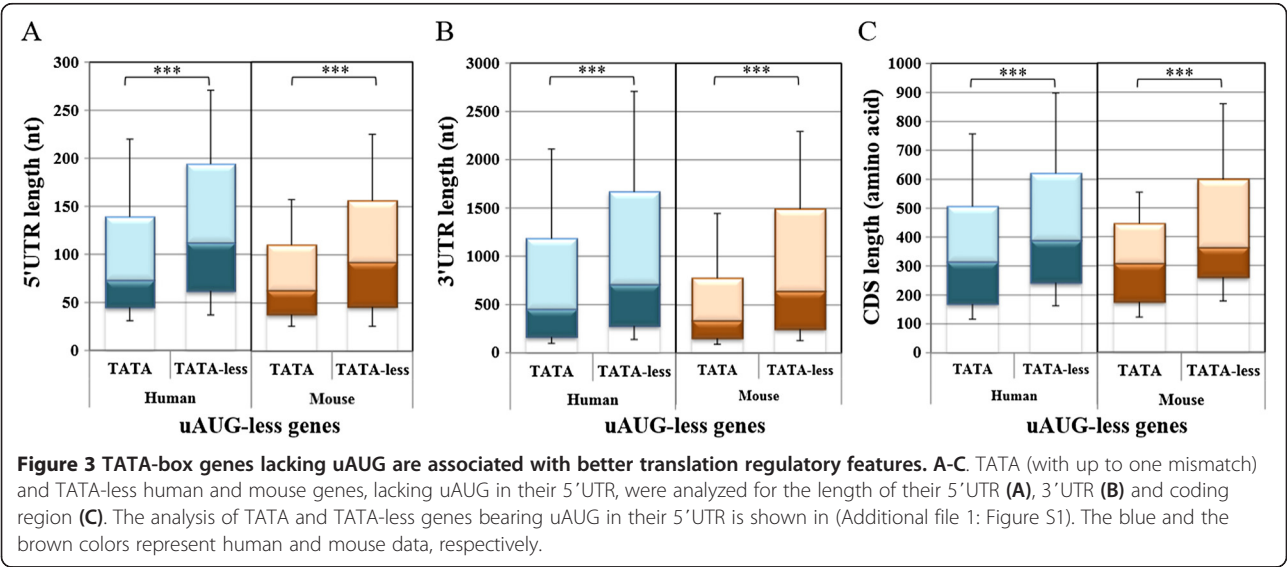 A
300
250
200
150
100
50
0
5'UTR length (nt)
***
***
TATA
TATA-less
TATA
TATA-less
Human
Mouse
uAUG-less genes
B
3000
2500
2000
1500
1000
500
0
3'UTR length (nt)
***
***
TATA
TATA-less
TATA
TATA-less
Human
Mouse
uAUG-less genes
C
1000
900
800
700
600
500
400
300
200
100
0
CDS length (amino acid)
***
***
TATA
TATA-less
TATA
TATA-less
Human
Mouse
uAUG-less genes
Figure 3 TATA-box genes lacking uAUG are associated with better translation regulatory features. A-C. TATA (with up to one mismatch)
and TATA-less human and mouse genes, lacking uAUG in their 5′UTR, were analyzed for the length of their 5′UTR (A), 3′UTR (B) and coding
region (C). The analysis of TATA and TATA-less genes bearing uAUG in their 5′UTR is shown in (Additional file 1: Figure S1). The blue and the
brown colors represent human and mouse data, respectively.